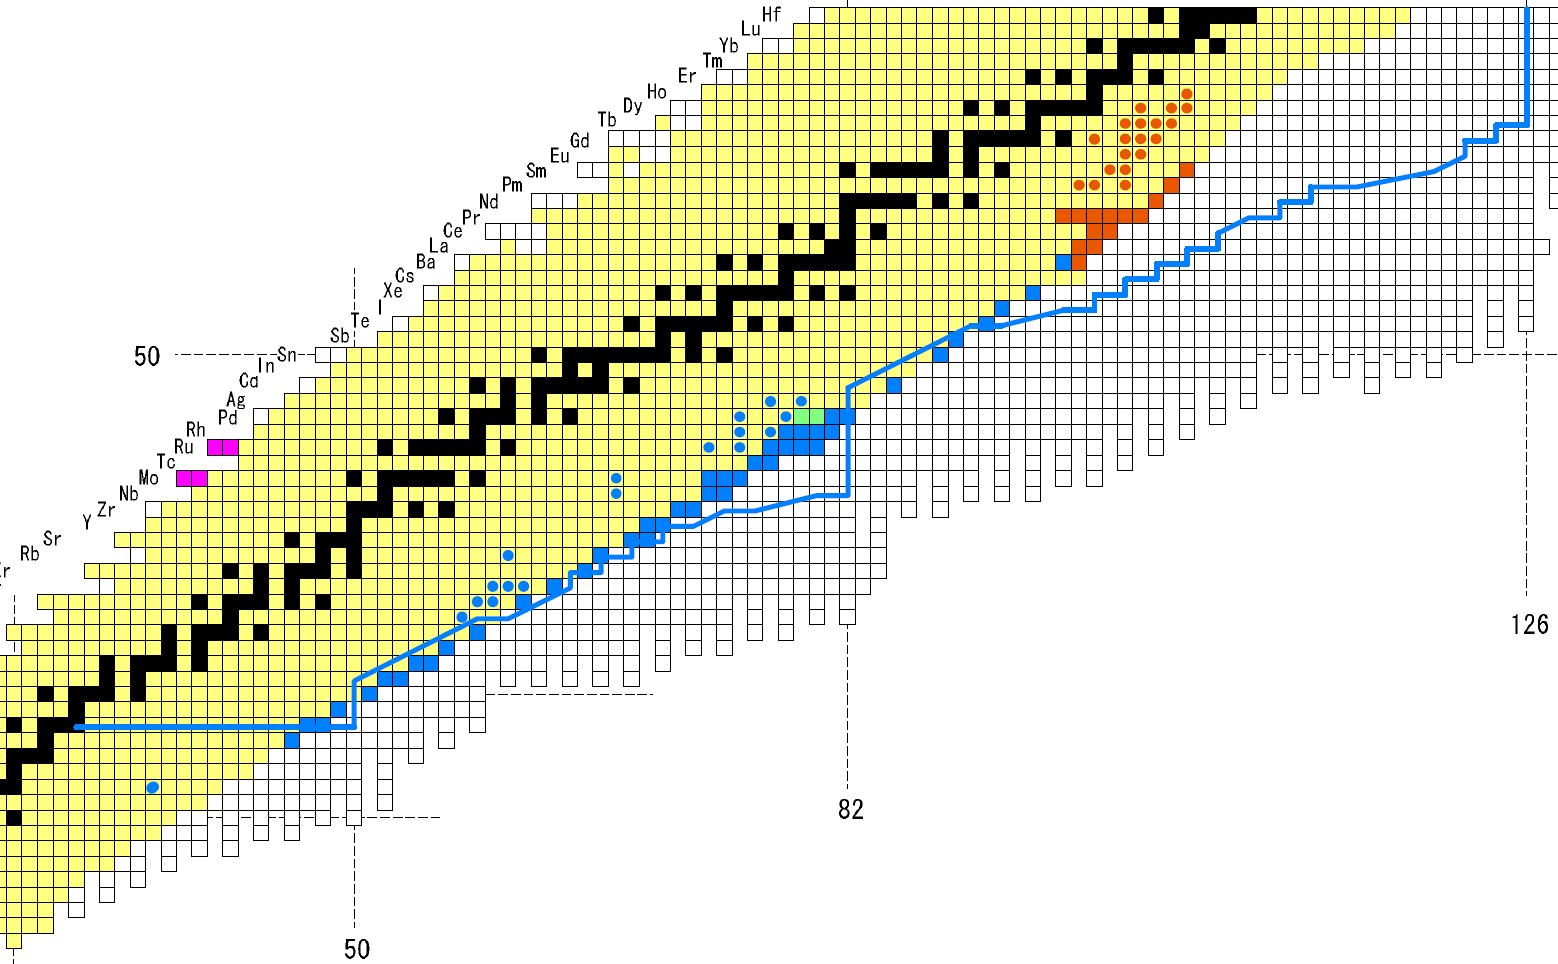 Hf
Lu
Yb
Tm
Er
Ho
Dy
Tb
Gd
Eu
Sm
Pm
Nd
Pr
Ce
La
Ba
Cs
Xe
I
Te
Sb
50
Sn
In
Cd
Ag
Pd
Rh
Ru
Tc
Mo
Nb
Zr
Y
Sr
Rb
r
126
82
50